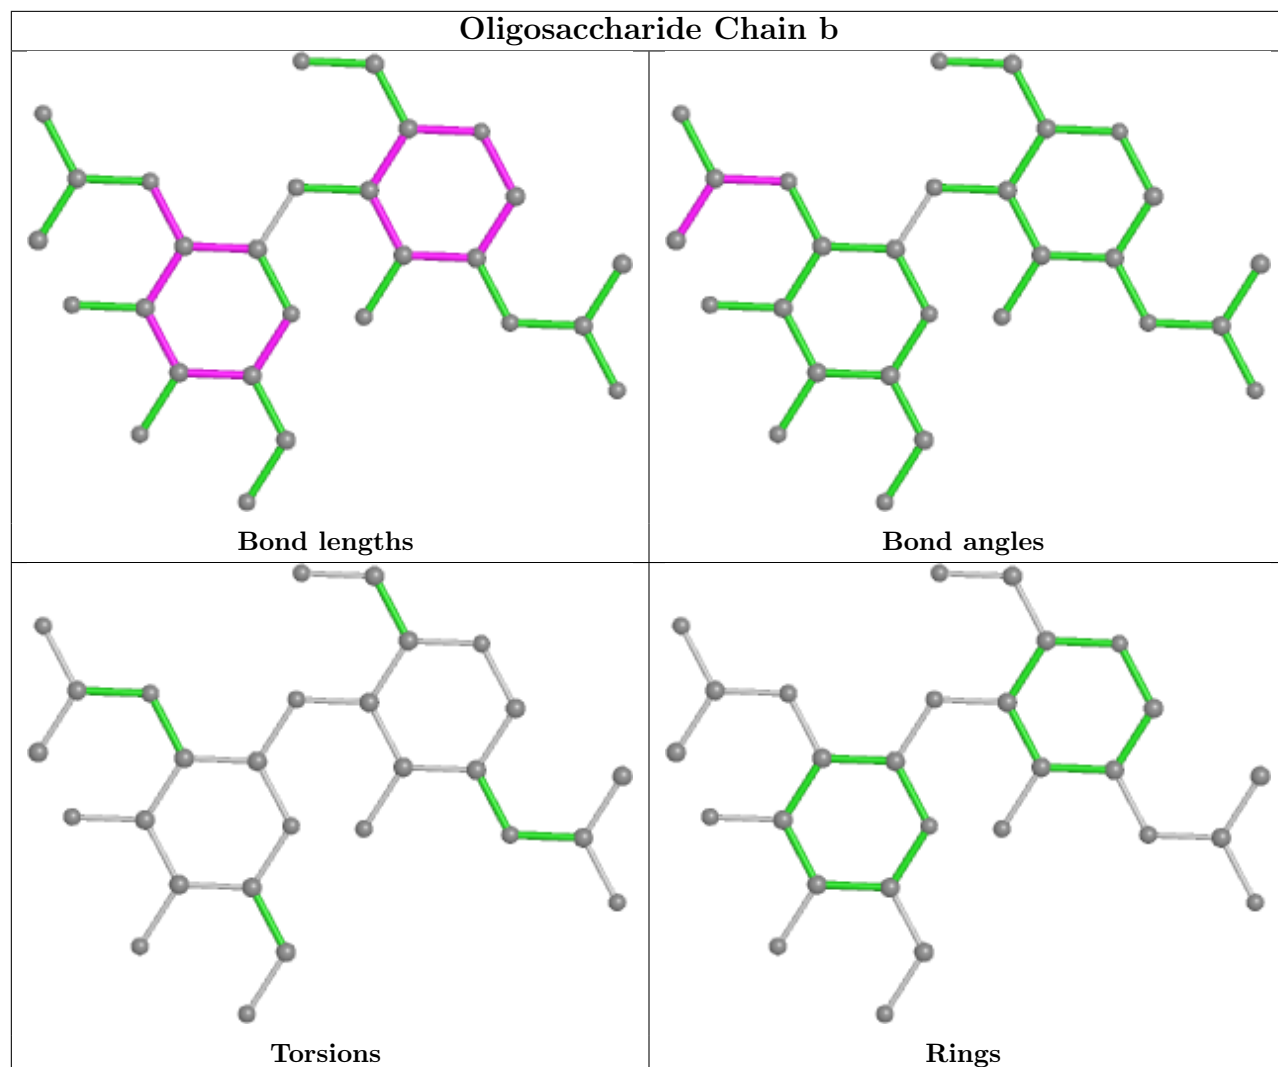 Oligosaccharide Chain b
Bond lengths
Bond angles
Torsions
Rings